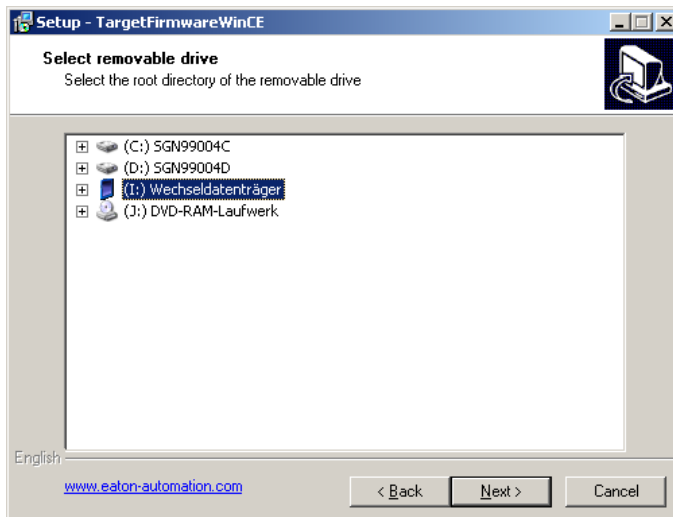 Setup - TargetFirmwareWinCE
Select removable drive
Select the root directory of the removable drive
(C:) SGN99004C
(D:) SGN99004D
(I:) Wechseldatenträger
(J:) DVD-RAM-Laufwerk
English
www.eaton-automation.com
< Back Next > Cancel